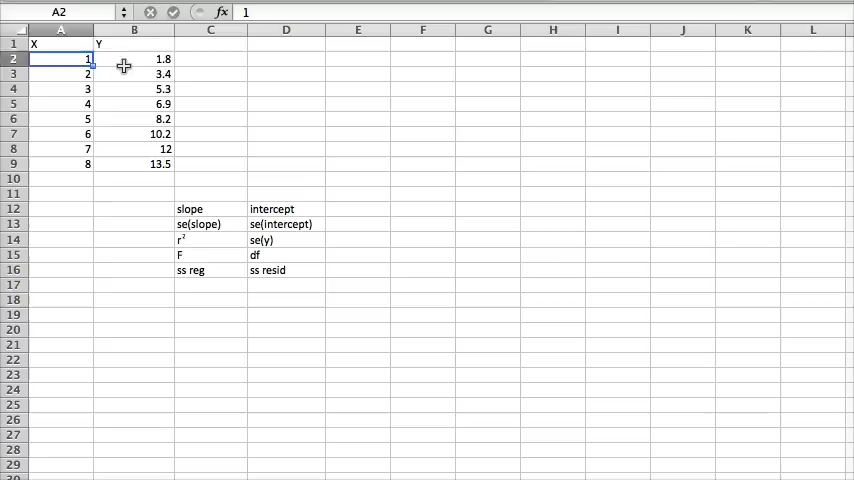 A2 fx 1
A B C D E F G H I J K L
1 X Y
2 1 1.8
3 2 3.4
4 3 5.3
5 4 6.9
6 5 8.2
7 6 10.2
8 7 12
9 8 13.5
10
11
12 slope intercept
13 se(slope) se(intercept)
14 r² se(y)
15 F df
16 ss reg ss resid
17
18
19
20
21
22
23
24
25
26
27
28
29
30